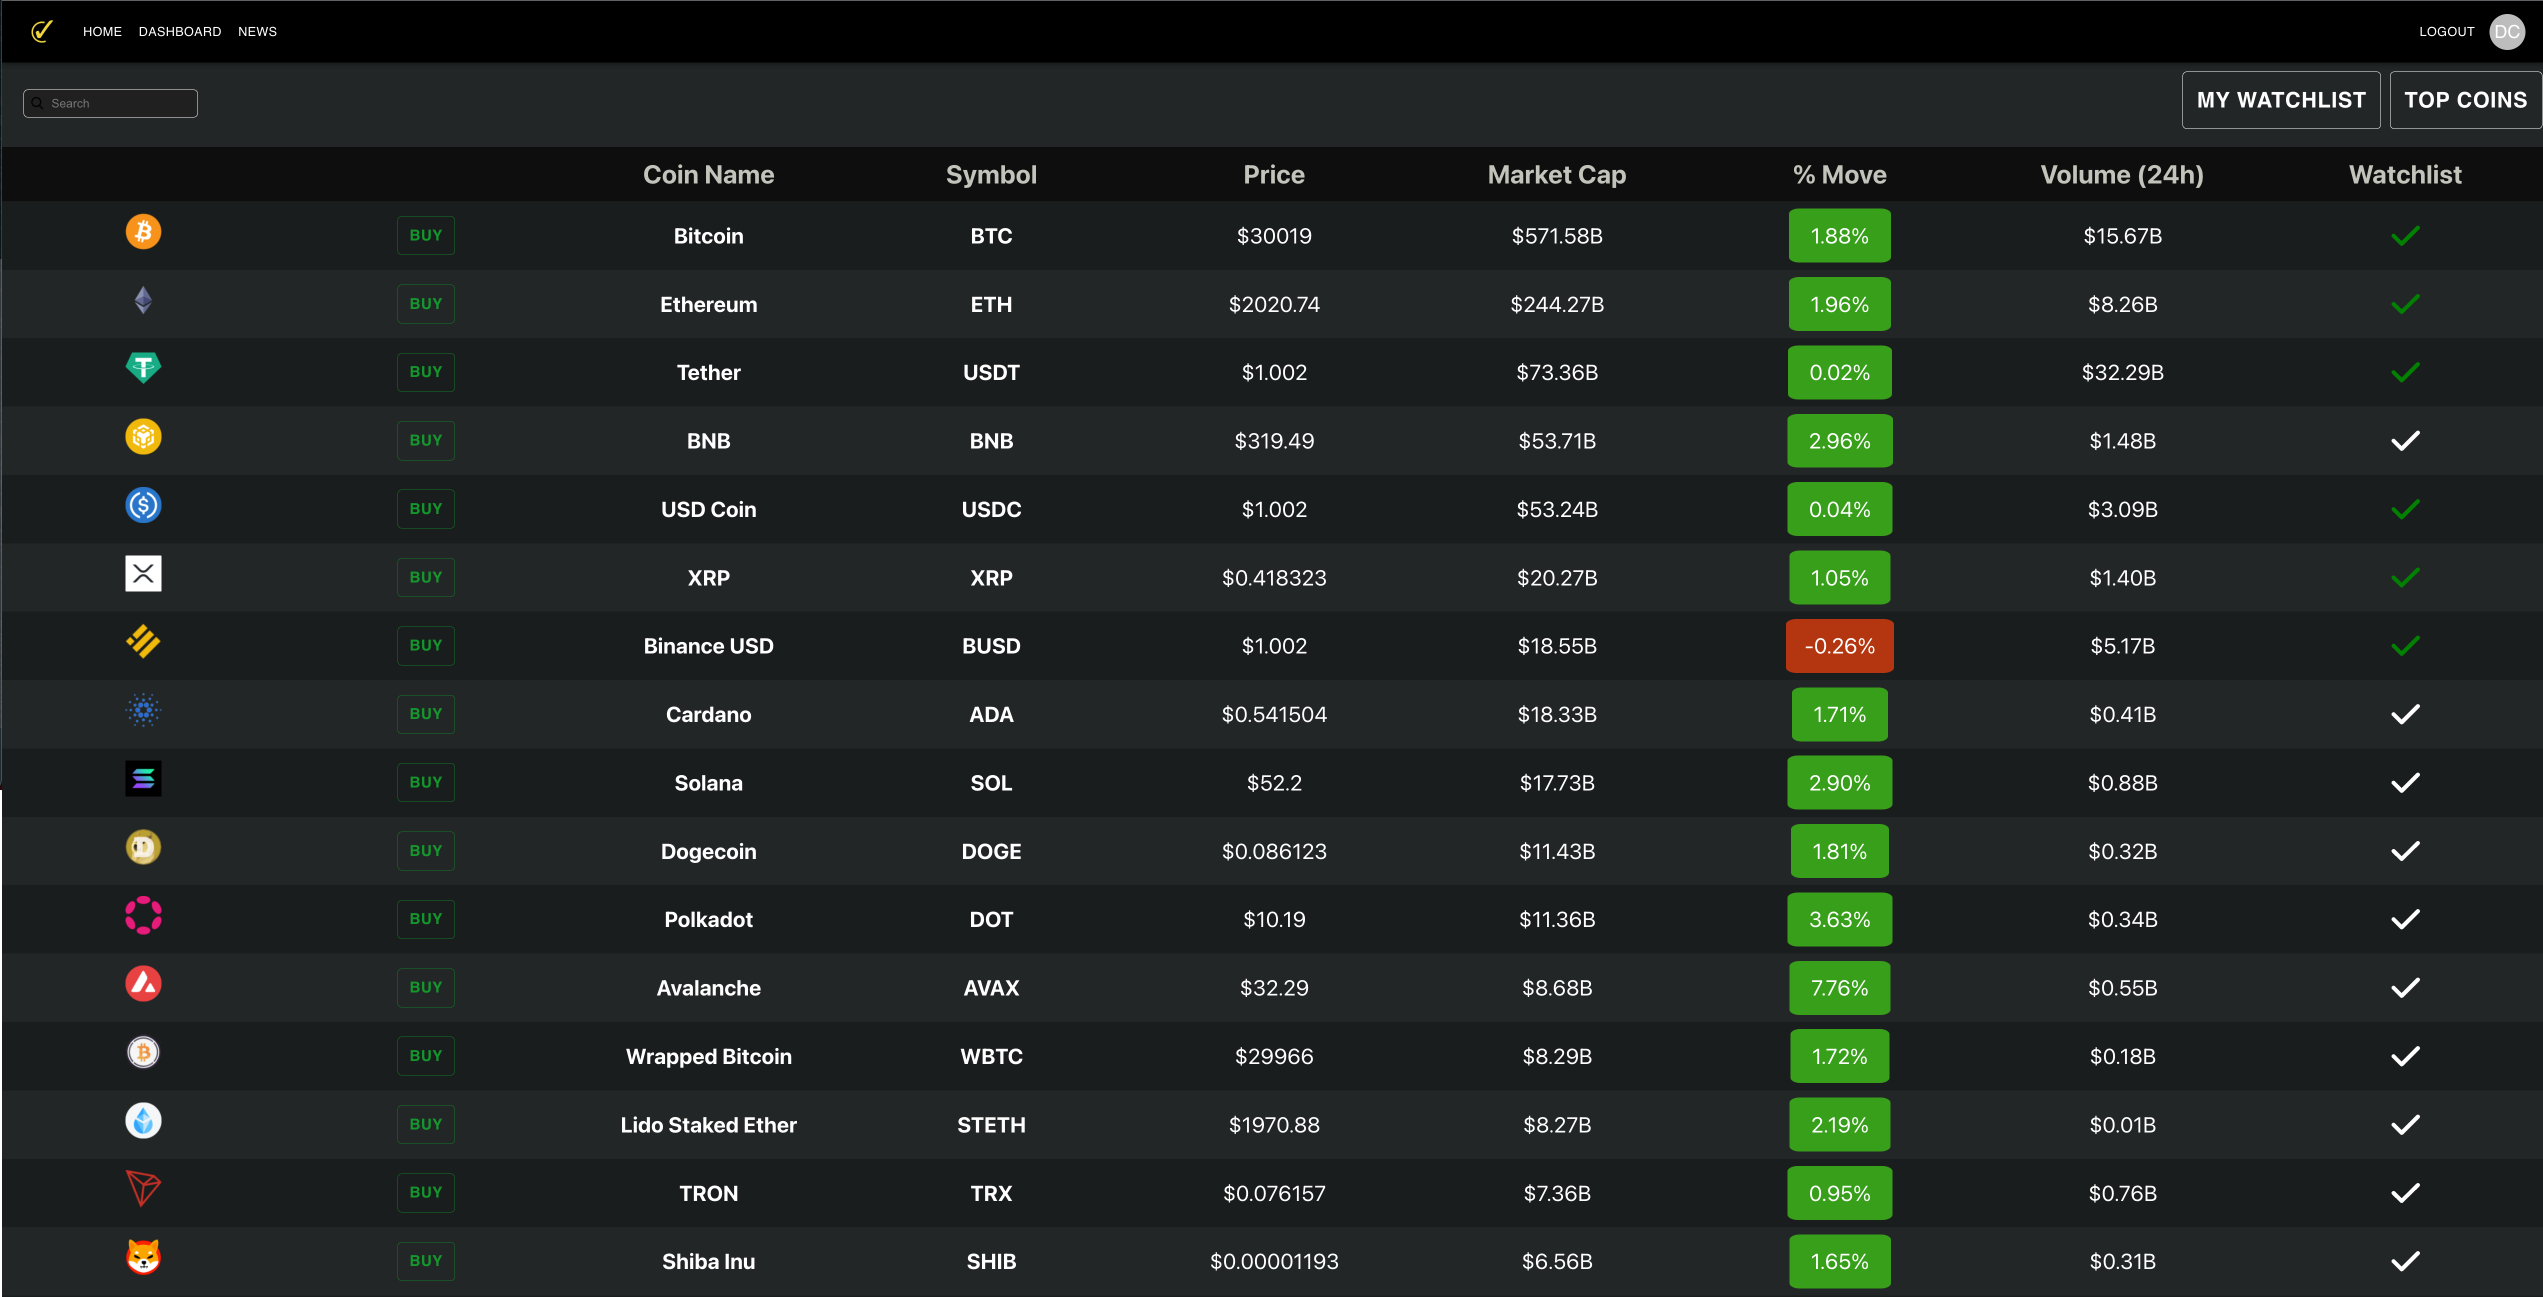 HOME DASHBOARD NEWS LOGOUT DC
Search MY WATCHLIST TOP COINS
Coin Name Symbol Price Market Cap % Move Volume (24h) Watchlist
BUY Bitcoin BTC $30019 $571.58B 1.88% $15.67B
BUY Ethereum ETH $2020.74 $244.27B 1.96% $8.26B
BUY Tether USDT $1.002 $73.36B 0.02% $32.29B
BUY BNB BNB $319.49 $53.71B 2.96% $1.48B
BUY USD Coin USDC $1.002 $53.24B 0.04% $3.09B
BUY XRP XRP $0.418323 $20.27B 1.05% $1.40B
BUY Binance USD BUSD $1.002 $18.55B -0.26% $5.17B
BUY Cardano ADA $0.541504 $18.33B 1.71% $0.41B
BUY Solana SOL $52.2 $17.73B 2.90% $0.88B
BUY Dogecoin DOGE $0.086123 $11.43B 1.81% $0.32B
BUY Polkadot DOT $10.19 $11.36B 3.63% $0.34B
BUY Avalanche AVAX $32.29 $8.68B 7.76% $0.55B
BUY Wrapped Bitcoin WBTC $29966 $8.29B 1.72% $0.18B
BUY Lido Staked Ether STETH $1970.88 $8.27B 2.19% $0.01B
BUY TRON TRX $0.076157 $7.36B 0.95% $0.76B
BUY Shiba Inu SHIB $0.00001193 $6.56B 1.65% $0.31B